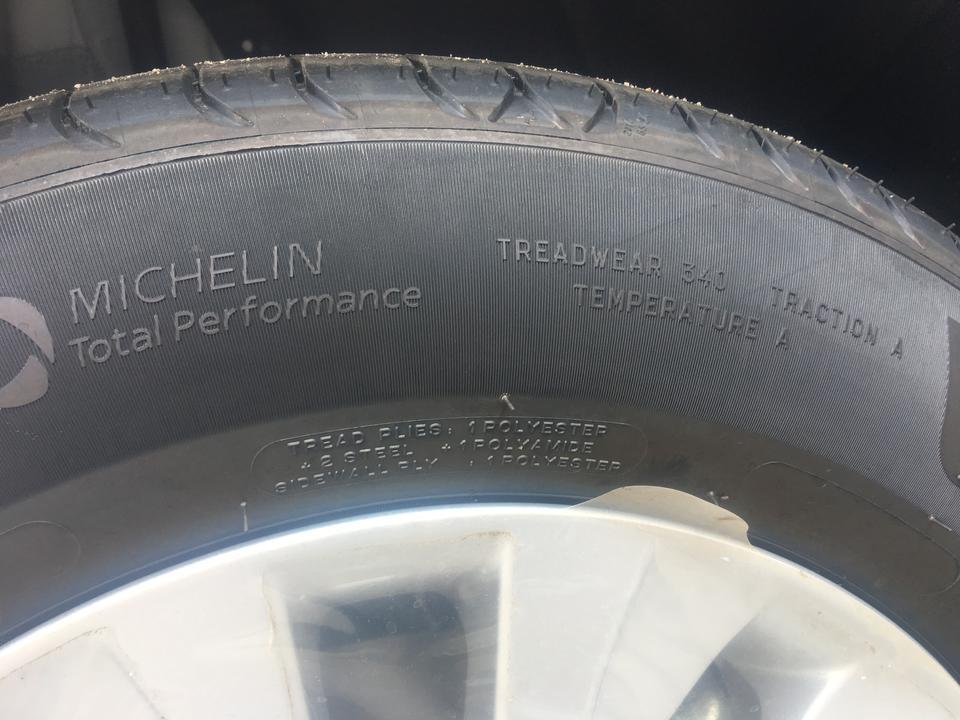 MICHELIN
Total Performance
TREADWEAR 340 TRACTION A
TEMPERATURE A
TREAD PLIES: 1 POLYESTER
+ 2 STEEL + 1 POLYAMIDE
SIDEWALL PLY : 1 POLYESTER